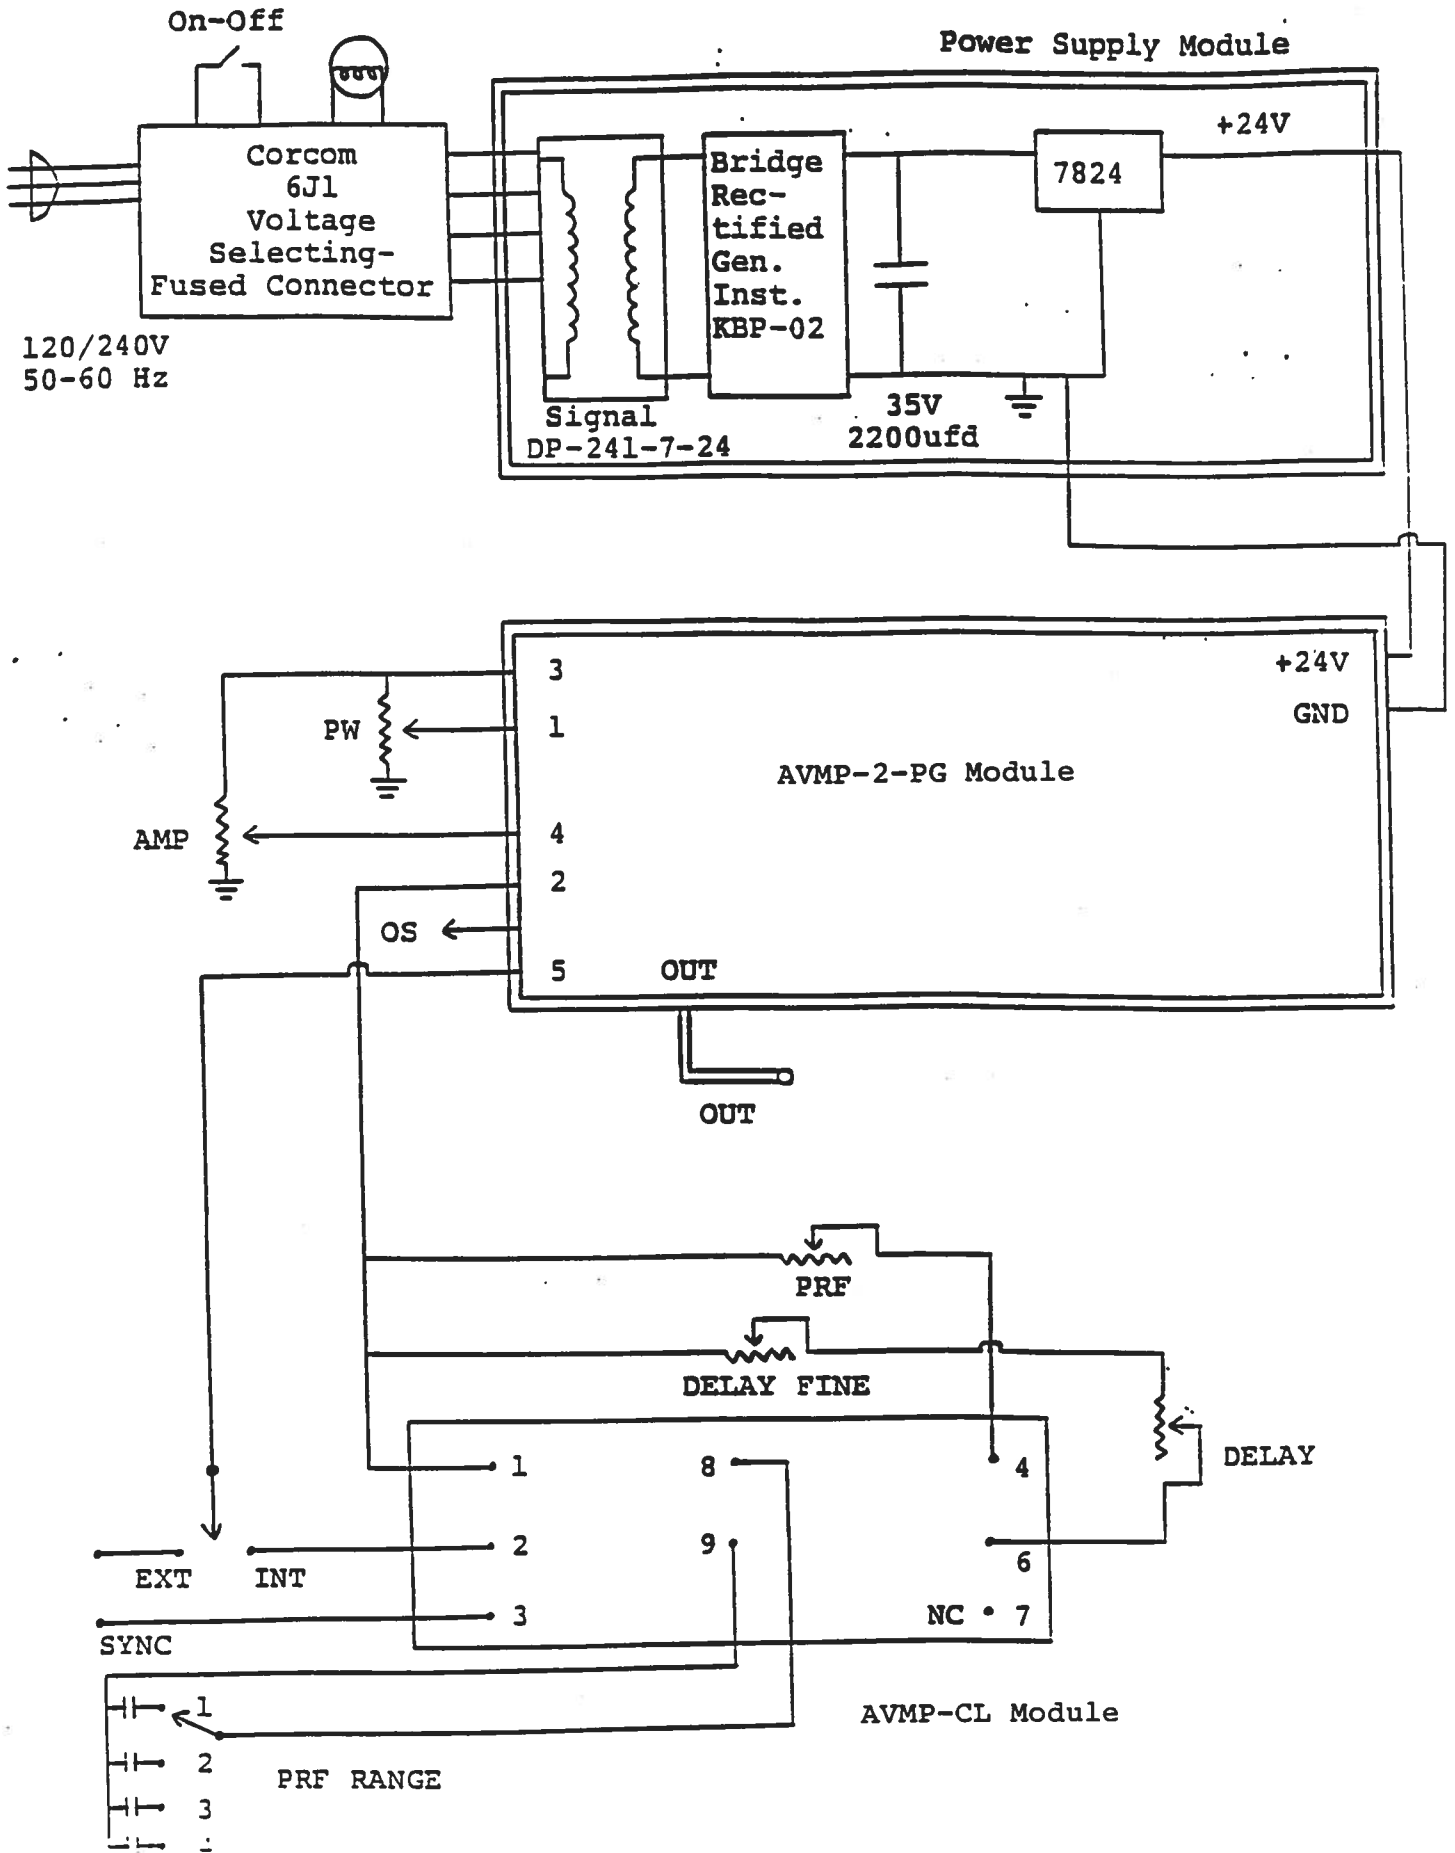 On-Off
Power Supply Module
+24V
Corcom
6J1
Voltage
Selecting-
Fused Connector
Bridge
Rec-
tified
Gen.
Inst.
KBP-02
7824
120/240V
50-60 Hz
Signal
DP-241-7-24
35V
2200ufd
3
+24V
PW
1
GND
AVMP-2-PG Module
AMP
4
2
OS
5
OUT
OUT
PRF
DELAY FINE
1
8
4
DELAY
2
9
6
EXT
INT
3
NC
7
SYNC
1
AVMP-CL Module
2
PRF RANGE
3